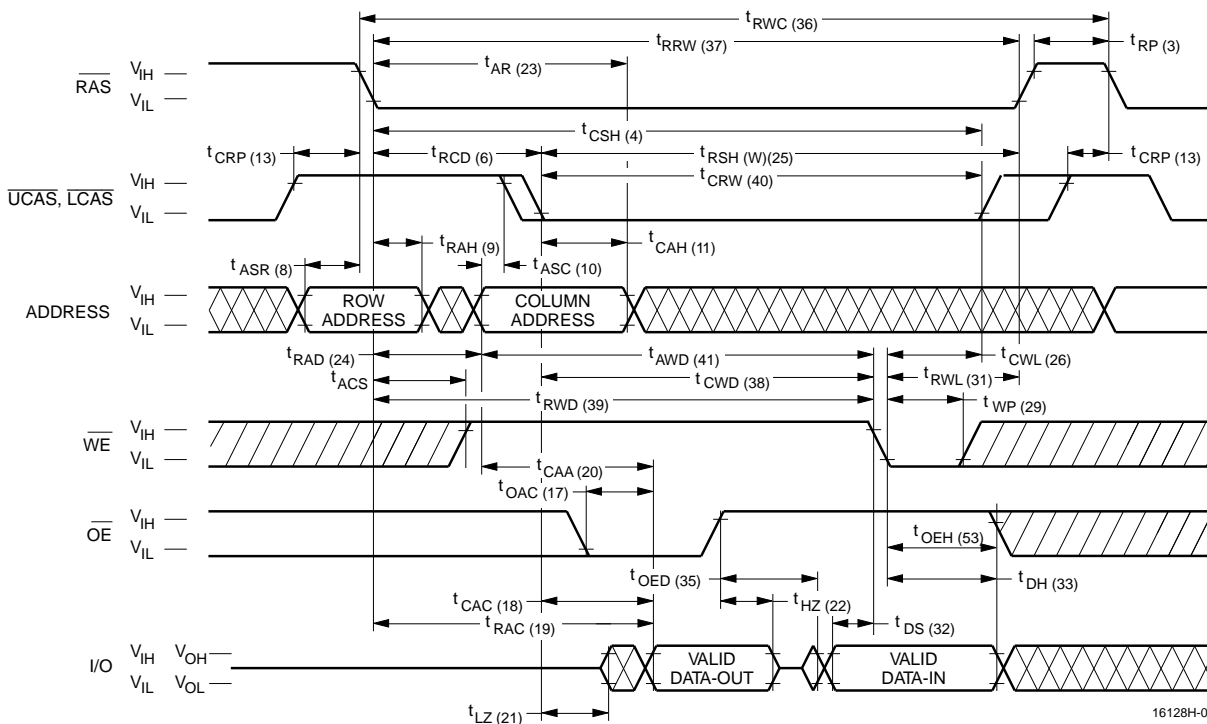 tRWC (36)
tRRW (37)
tRP (3)
tAR (23)
RAS
VIH
VIL
tCSH (4)
tCRP (13)
tRCD (6)
tRSH (W)(25)
tCRP (13)
tCRW (40)
UCAS, LCAS
VIH
VIL
tRAH (9)
tCAH (11)
tASR (8)
tASC (10)
ADDRESS
VIH
VIL
ROW
ADDRESS
COLUMN
ADDRESS
tRAD (24)
tAWD (41)
tCWL (26)
tACS
tCWD (38)
tRWL (31)
tRWD (39)
tWP (29)
WE
VIH
VIL
tCAA (20)
tOAC (17)
OE
VIH
VIL
tOEH (53)
tOED (35)
tDH (33)
tCAC (18)
tHZ (22)
tRAC (19)
tDS (32)
I/O
VIH VOH
VIL VOL
VALID
DATA-OUT
VALID
DATA-IN
tLZ (21)
16128H-0